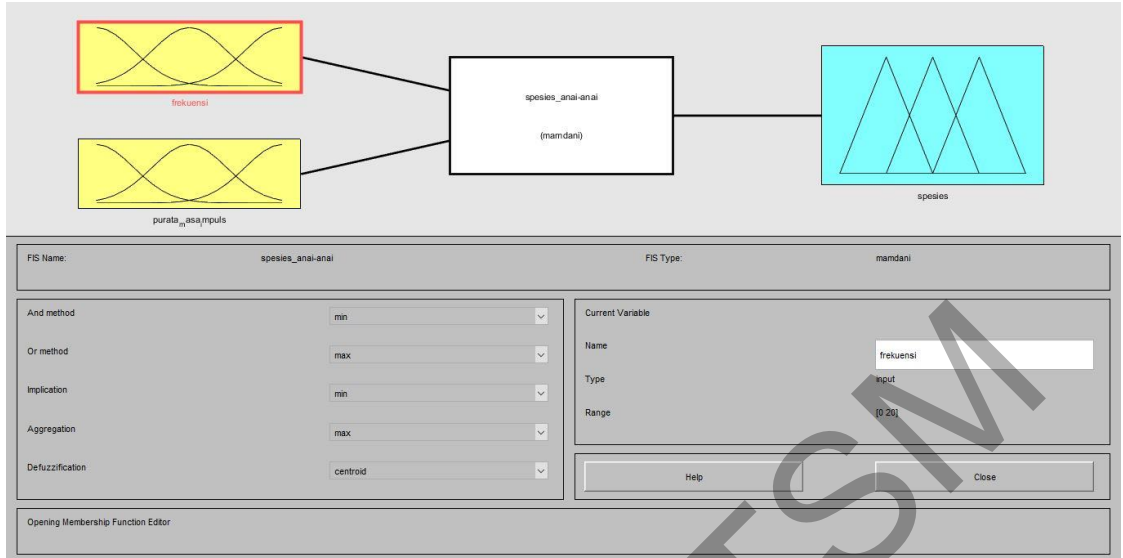 frekuensi
spesies_anai-anai
(mamdani)
purata_masa_impuls
spesies
FIS Name: spesies_anai-anai FIS Type: mamdani
And method min
Or method max
Implication min
Aggregation max
Defuzzification centroid
Current Variable
Name frekuensi
Type input
Range [0 20]
Help Close
Opening Membership Function Editor
TSM